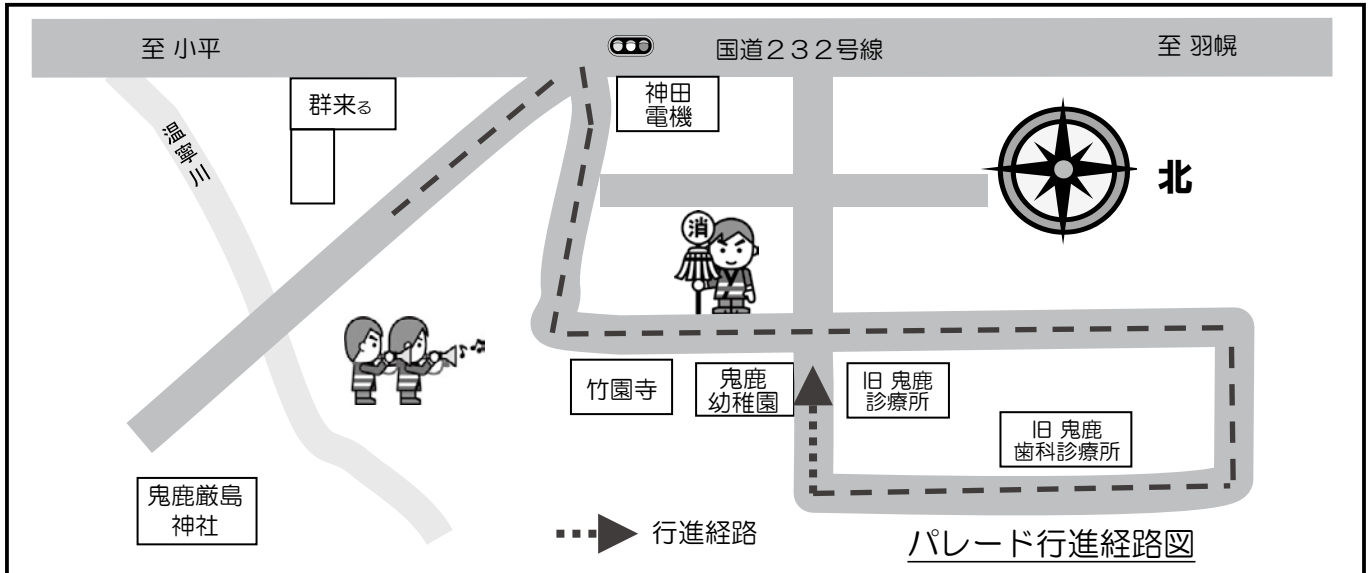 至 小平
国道２３２号線
至 羽幌
群来る
神田
電機
温寧川
北
消
竹園寺
鬼鹿
幼稚園
旧 鬼鹿
診療所
旧 鬼鹿
歯科診療所
鬼鹿厳島
神社
行進経路
パレード行進経路図